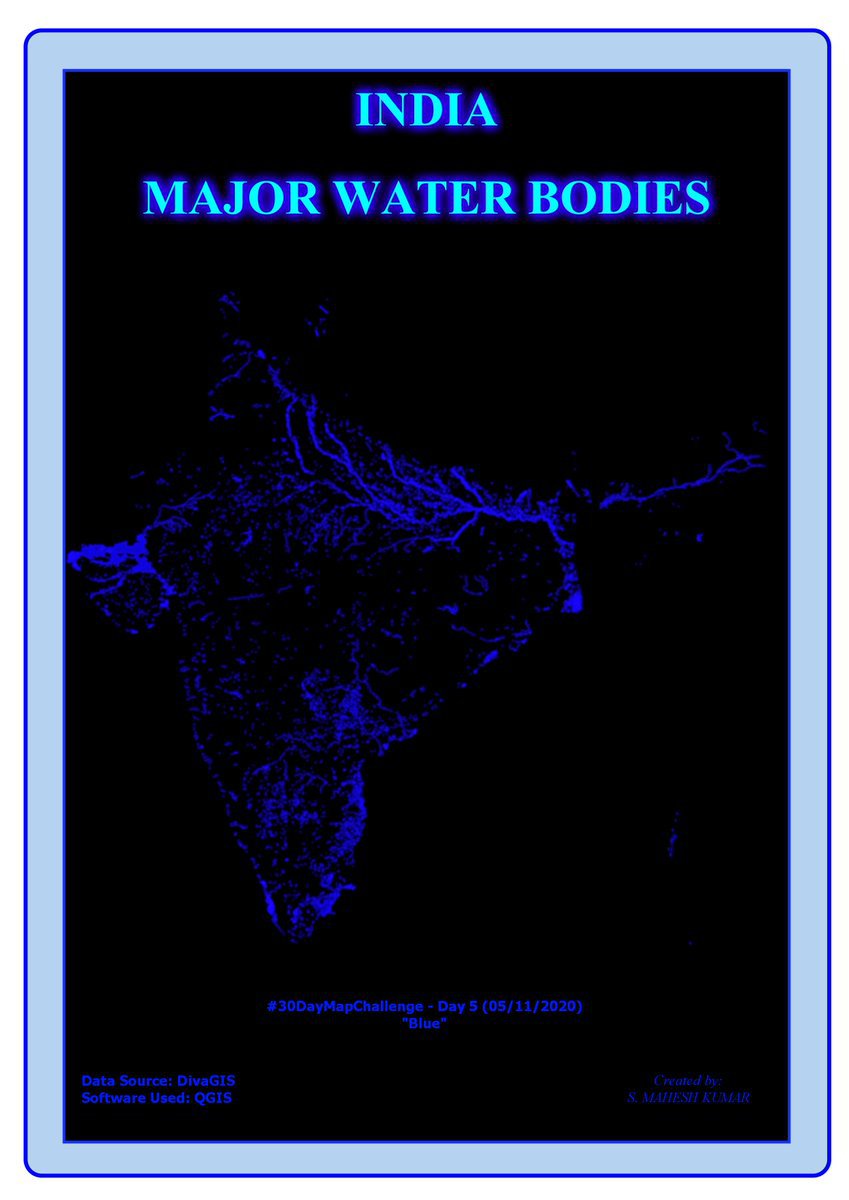 INDIA
MAJOR WATER BODIES
#30DayMapChallenge - Day 5 (05/11/2020)
"Blue"
Data Source: DivaGIS
Software Used: QGIS
Created by:
S. MAHESH KUMAR